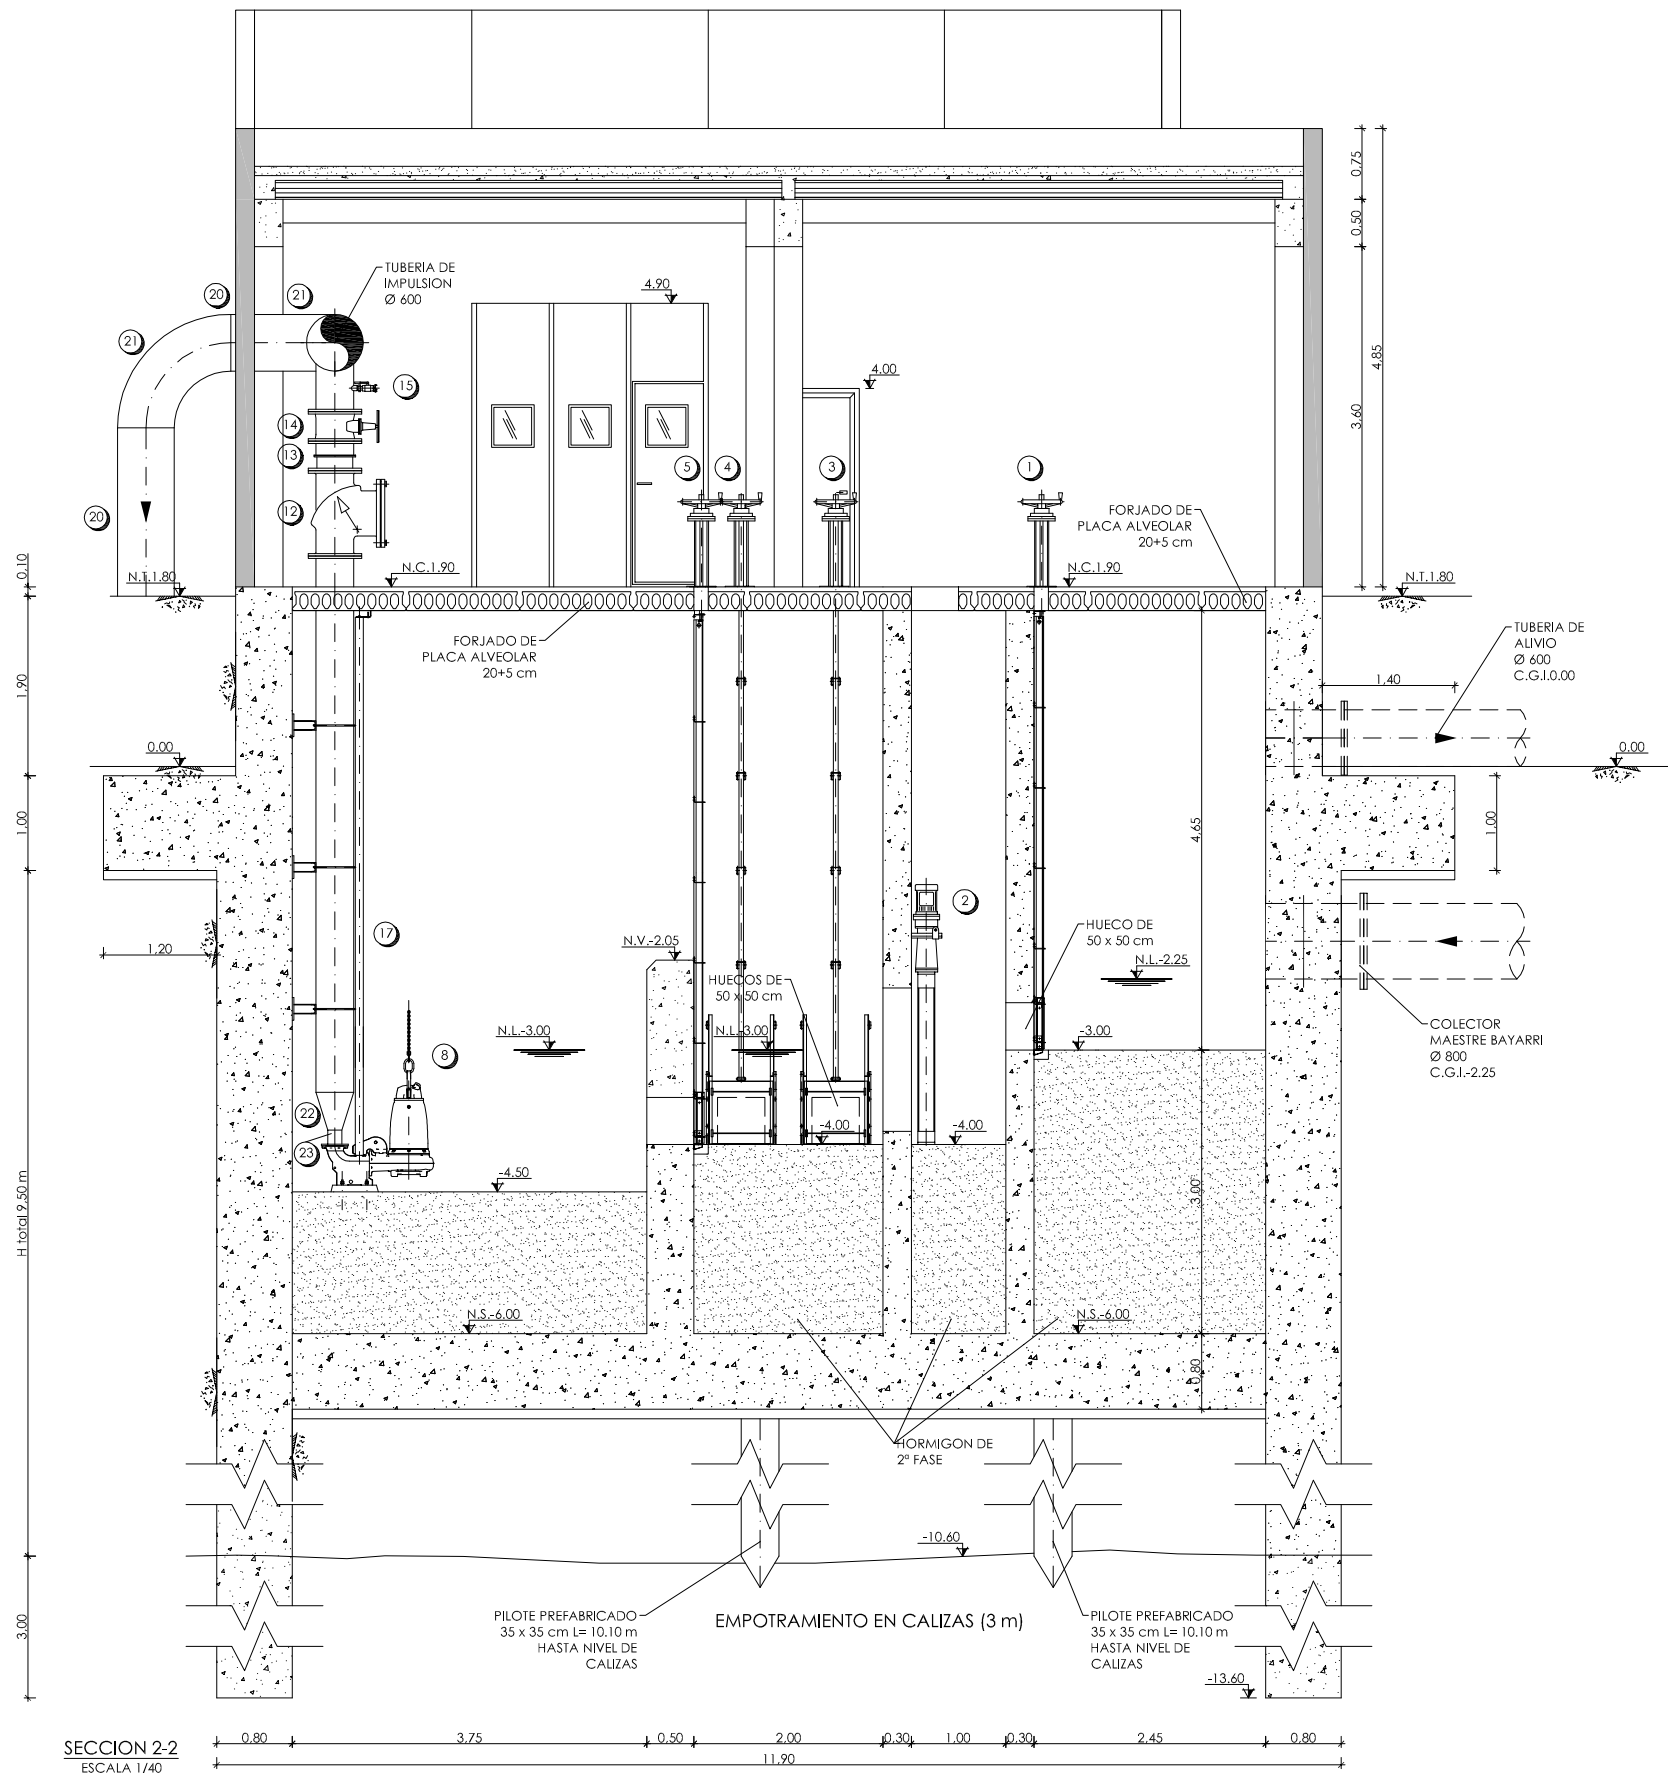 0.75
0.50
4.85
3.60
TUBERIA DE
IMPULSION
Ø 600
20
21
21
4.90
15
4.00
14
13
5
4
3
1
12
20
FORJADO DE
PLACA ALVEOLAR
20+5 cm
0.10
N.T.1.80
N.C.1.90
N.C.1.90
N.T.1.80
FORJADO DE
PLACA ALVEOLAR
20+5 cm
TUBERIA DE
ALIVIO
Ø 600
C.G.I.0.00
1.90
1.40
0.00
0.00
1.00
4.65
1.00
2
17
1.20
N.V.-2.05
HUECO DE
50 x 50 cm
N.L.-2.25
HUECOS DE
50 x 50 cm
N.L.-3.00
N.L.-3.00
-3.00
COLECTOR
MAESTRE BAYARRI
Ø 800
C.G.I.-2.25
8
22
23
-4.00
-4.00
-4.50
3.00
H total 9.50 m
N.S.-6.00
N.S.-6.00
0.80
HORMIGON DE
2ª FASE
-10.60
PILOTE PREFABRICADO
35 x 35 cm L= 10.10 m
HASTA NIVEL DE
CALIZAS
EMPOTRAMIENTO EN CALIZAS (3 m)
PILOTE PREFABRICADO
35 x 35 cm L= 10.10 m
HASTA NIVEL DE
CALIZAS
3.00
-13.60
SECCION 2-2
ESCALA 1/40
0.80
3.75
0.50
2.00
0.30
1.00
0.30
2.45
0.80
11.90